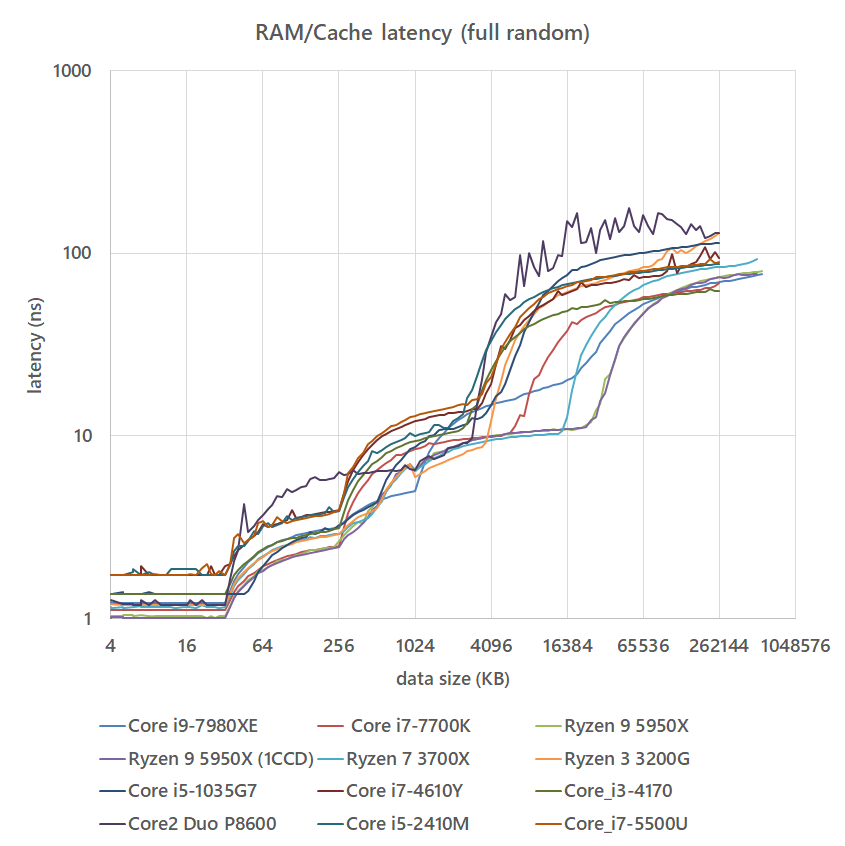 RAM/Cache latency (full random)
1000
100
10
1
latency (ns)
4 16 64 256 1024 4096 16384 65536 262144 1048576
data size (KB)
Core i9-7980XE Core i7-7700K Ryzen 9 5950X
Ryzen 9 5950X (1CCD) Ryzen 7 3700X Ryzen 3 3200G
Core i5-1035G7 Core i7-4610Y Core_i3-4170
Core2 Duo P8600 Core i5-2410M Core_i7-5500U